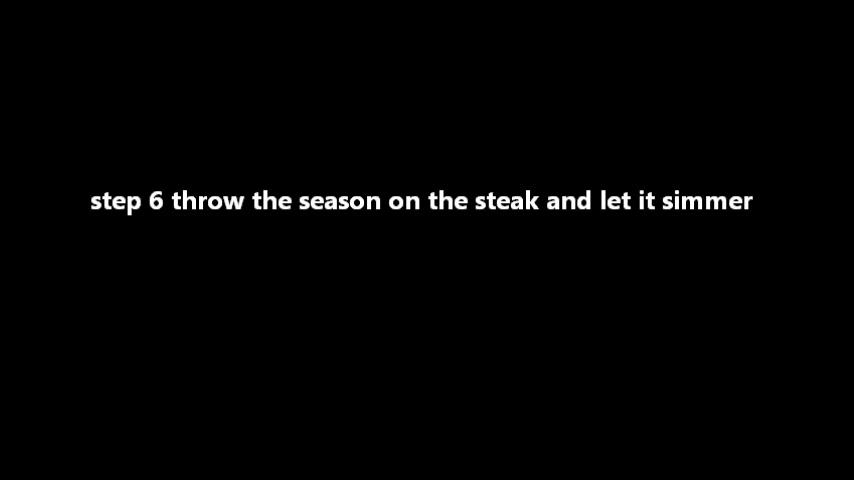 step 6 throw the season on the steak and let it simmer